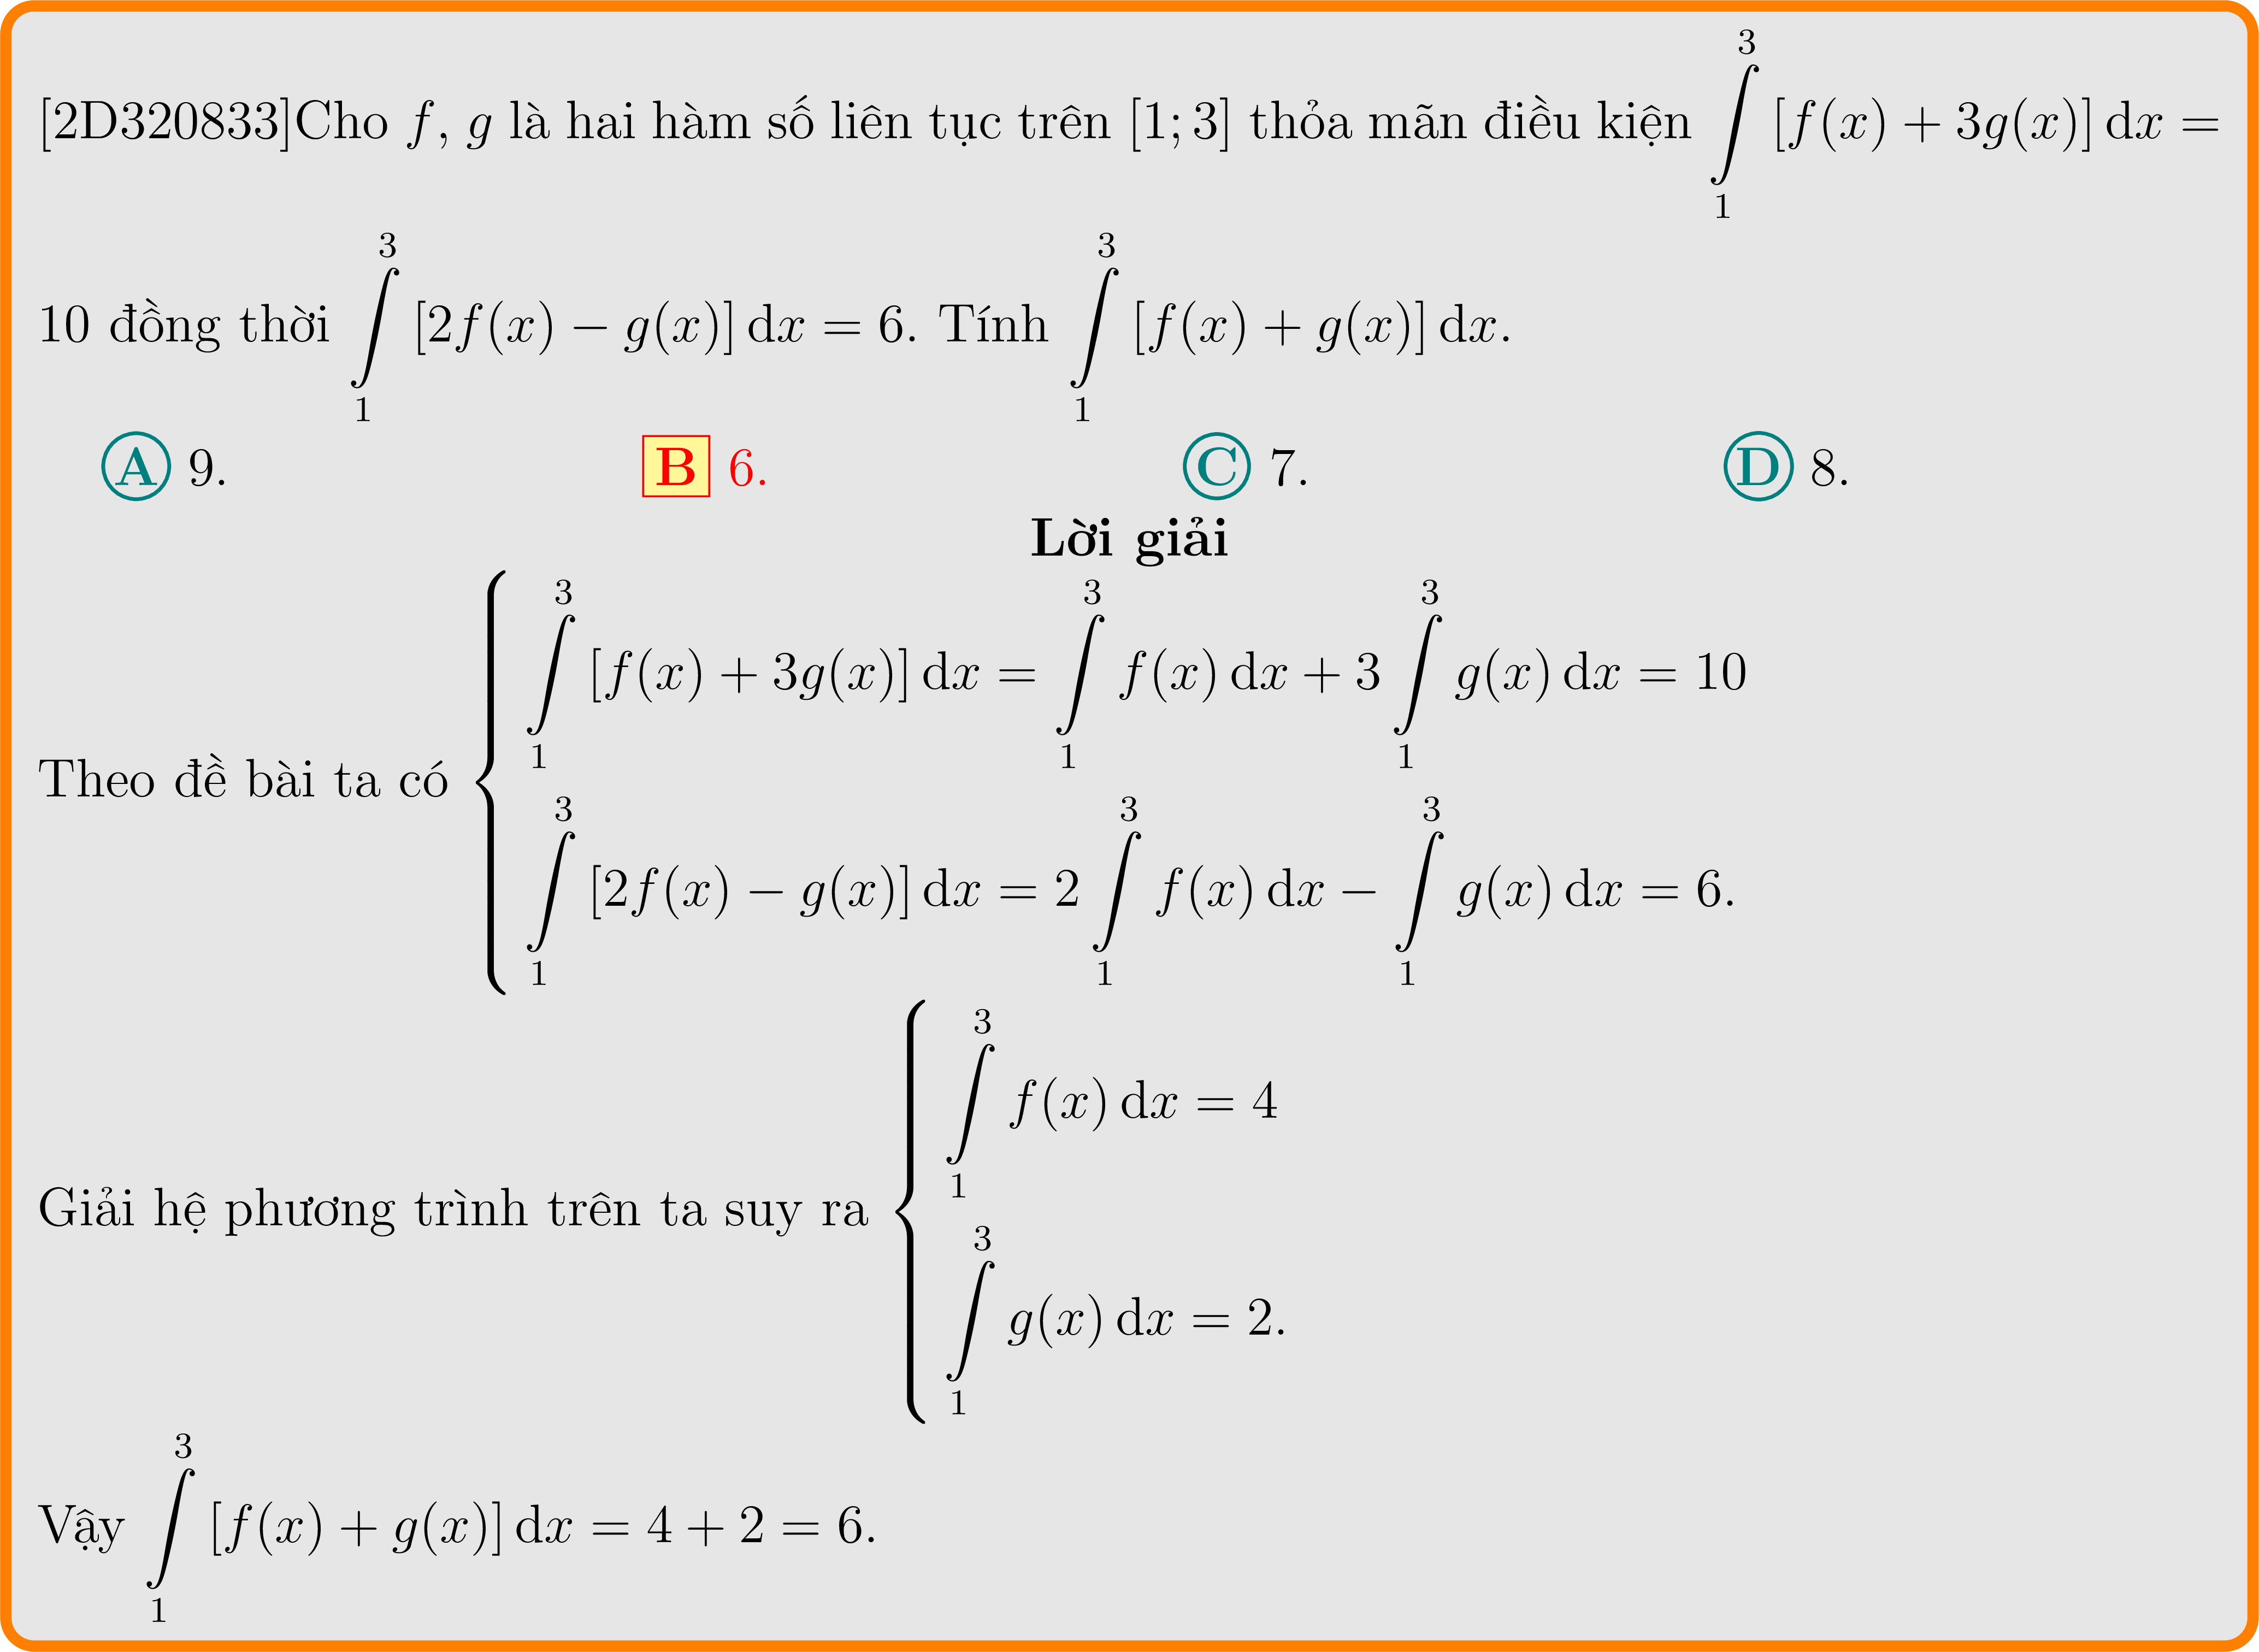 [2D320833]Cho $f$, $g$ là hai hàm số liên tục trên $[1;3]$ thỏa mãn điều kiện $\int\limits_1^3 [f(x)+3g(x)]\,\mathrm{d}x =$
$10$ đồng thời $\int\limits_1^3 [2f(x)-g(x)]\,\mathrm{d}x = 6$. Tính $\int\limits_1^3 [f(x)+g(x)]\,\mathrm{d}x$.
A 9. B 6. C 7. D 8.
Lời giải
Theo đề bài ta có $\begin{cases} \int\limits_1^3 [f(x)+3g(x)]\,\mathrm{d}x = \int\limits_1^3 f(x)\,\mathrm{d}x + 3\int\limits_1^3 g(x)\,\mathrm{d}x = 10 \\ \int\limits_1^3 [2f(x)-g(x)]\,\mathrm{d}x = 2\int\limits_1^3 f(x)\,\mathrm{d}x - \int\limits_1^3 g(x)\,\mathrm{d}x = 6. \end{cases}$
Giải hệ phương trình trên ta suy ra $\begin{cases} \int\limits_1^3 f(x)\,\mathrm{d}x = 4 \\ \int\limits_1^3 g(x)\,\mathrm{d}x = 2. \end{cases}$
Vậy $\int\limits_1^3 [f(x)+g(x)]\,\mathrm{d}x = 4 + 2 = 6$.